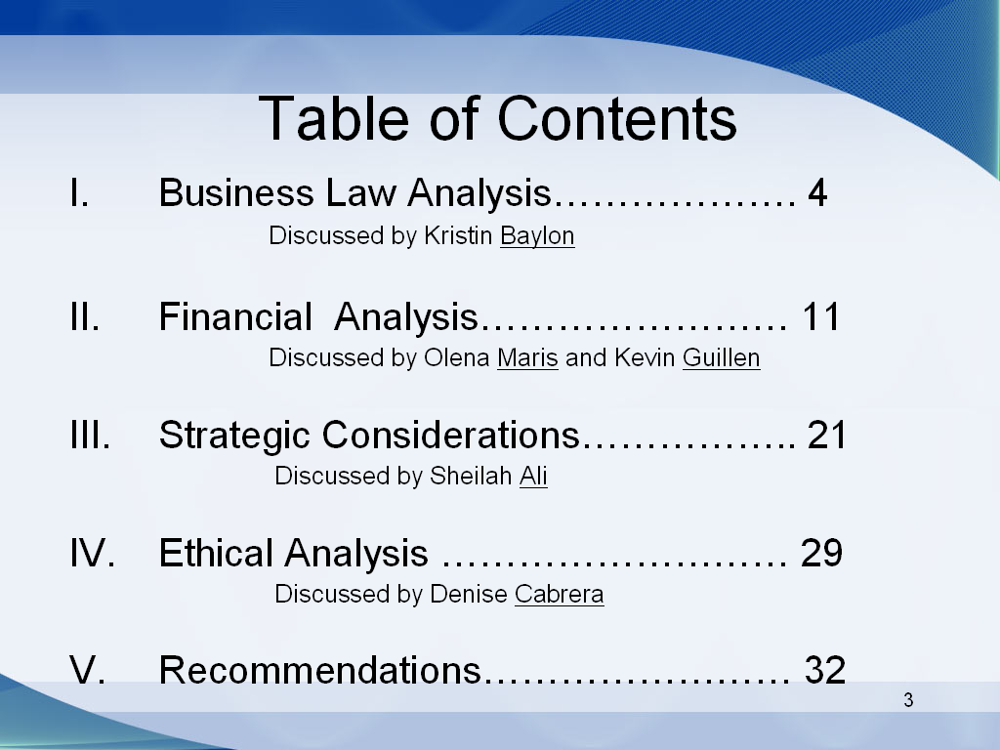 Table of Contents
I. Business Law Analysis………………. 4
Discussed by Kristin Baylon
II. Financial  Analysis…………………… 11
Discussed by Olena Maris and Kevin Guillen
III. Strategic Considerations…………….. 21
Discussed by Sheilah Ali
IV. Ethical Analysis ……………………… 29
Discussed by Denise Cabrera
V. Recommendations…………………… 32
3